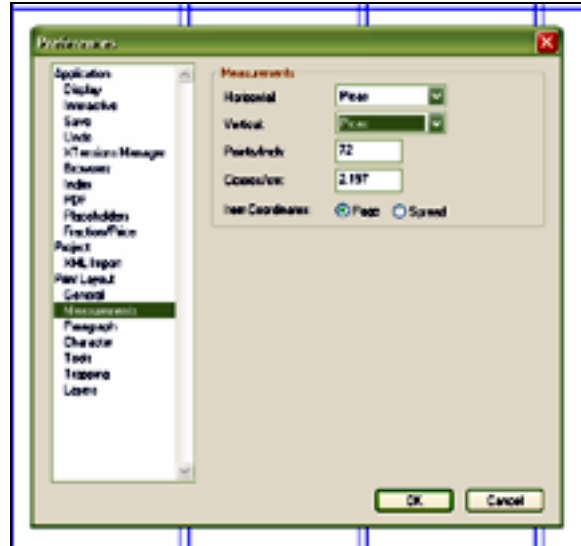 Preferences
Application
Display
Interactive
Save
Undo
XTensions Manager
Browsers
Index
PDF
Placeholders
Fraction/Price
Project
XML Import
Print Layout
General
Measurements
Paragraph
Character
Tools
Trapping
Layers
Measurements
Horizontal: Picas
Vertical: Picas
Points/Inch: 72
Ciceros/cm: 2.197
Item Coordinates: Page Spread
OK Cancel